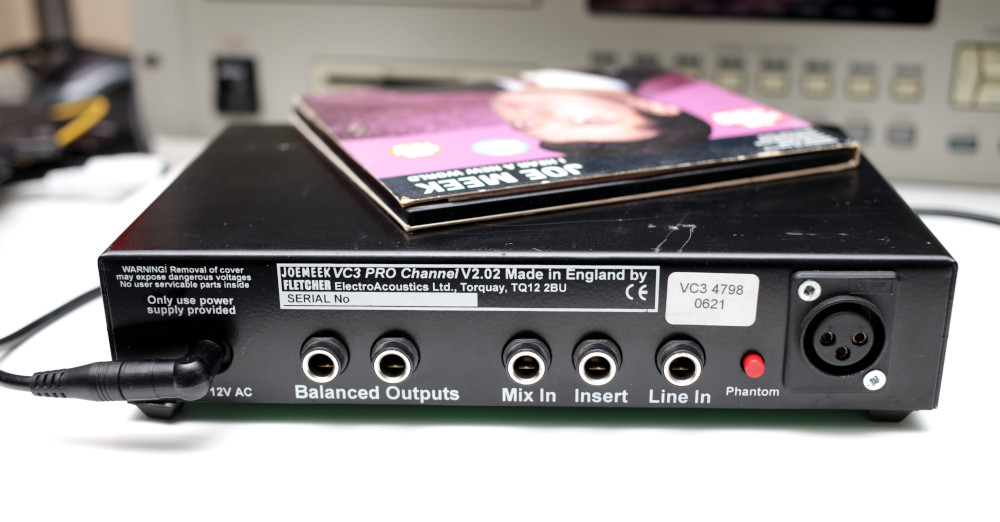 JOE MEEK
I HEAR A NEW WORLD
WARNING! Removal of cover
may expose dangerous voltages
No user servicable parts inside
Only use power
supply provided
12V AC
JOEMEEK VC3 PRO Channel V2.02 Made in England by
FLETCHER ElectroAcoustics Ltd., Torquay, TQ12 2BU
SERIAL No
CE
VC3 4798
0621
Balanced Outputs
Mix In
Insert
Line In
Phantom